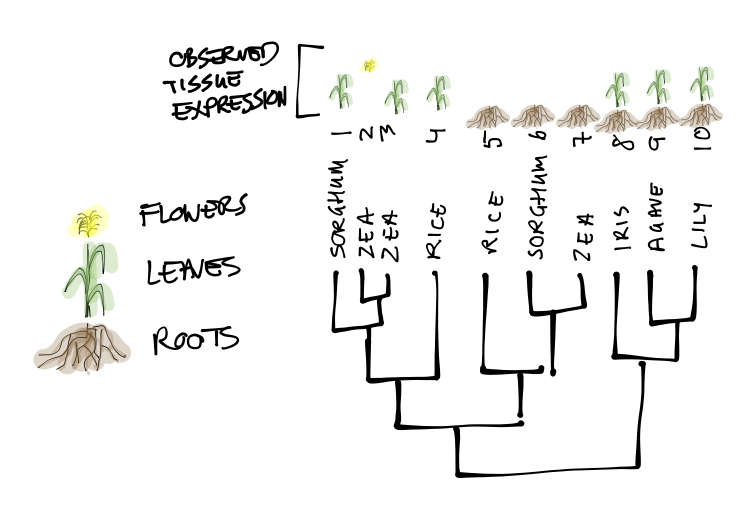 OBSERVED
TISSUE
EXPRESSION
1
2
3
4
5
6
7
8
9
10
SORGHUM
ZEA
ZEA
RICE
RICE
SORGHUM
ZEA
IRIS
AGAVE
LILY
FLOWERS
LEAVES
ROOTS